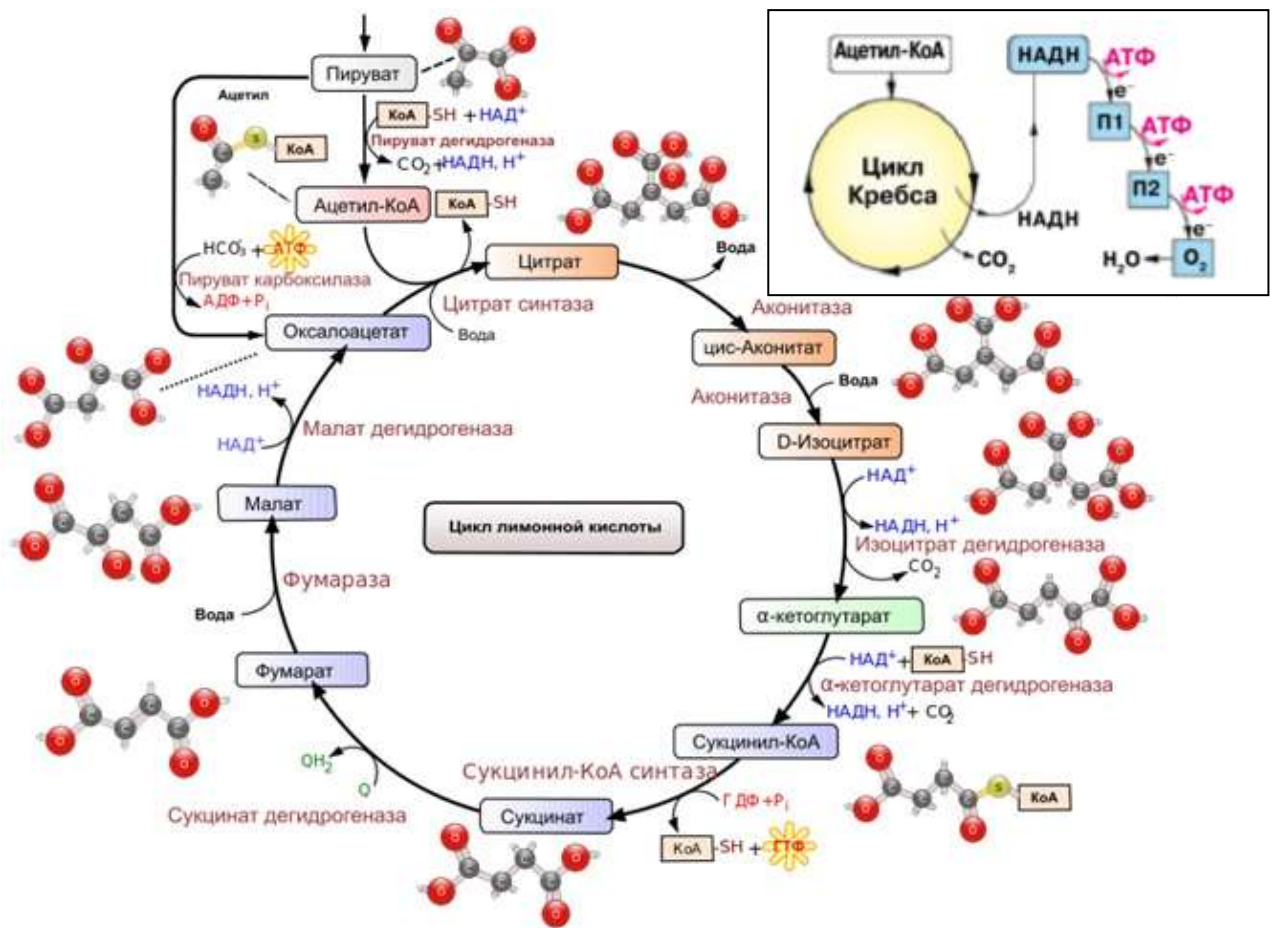 Пируват
Ацетил
КоА -SH + НАД⁺
Пируват дегидрогеназа
CO₂ + НАДН, H⁺
S
КоА
Ацетил-КоА
КоА -SH
HCO₃⁻ + АТФ
Пируват карбоксилаза
АДФ+Pᵢ
Цитрат
Вода
Цитрат синтаза
Вода
Оксалоацетат
Аконитаза
цис-Аконитат
Вода
Аконитаза
D-Изоцитрат
НАД⁺
НАДН, H⁺
Изоцитрат дегидрогеназа
CO₂
α-кетоглутарат
НАД⁺ + КоА -SH
α-кетоглутарат дегидрогеназа
НАДН, H⁺ + CO₂
Сукцинил-КоА
S
КоА
Сукцинил-КоА синтаза
ГДФ+Pᵢ
КоА -SH + ГТФ
Сукцинат
QH₂
Q
Сукцинат дегидрогеназа
Фумарат
Вода
Фумараза
Малат
НАДН, H⁺
НАД⁺
Малат дегидрогеназа
Цикл лимонной кислоты
Ацетил-КоА
НАДН
АТФ
e⁻
П1
АТФ
e⁻
П2
АТФ
e⁻
O₂
H₂O
Цикл
Кребса
НАДН
CO₂